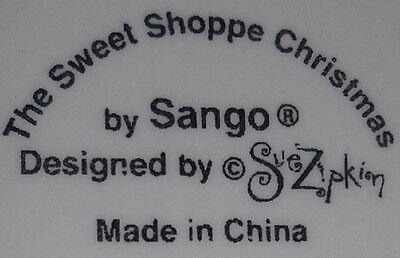 The Sweet Shoppe Christmas
by Sango®
Designed by © Sue Zipkin
Made in China